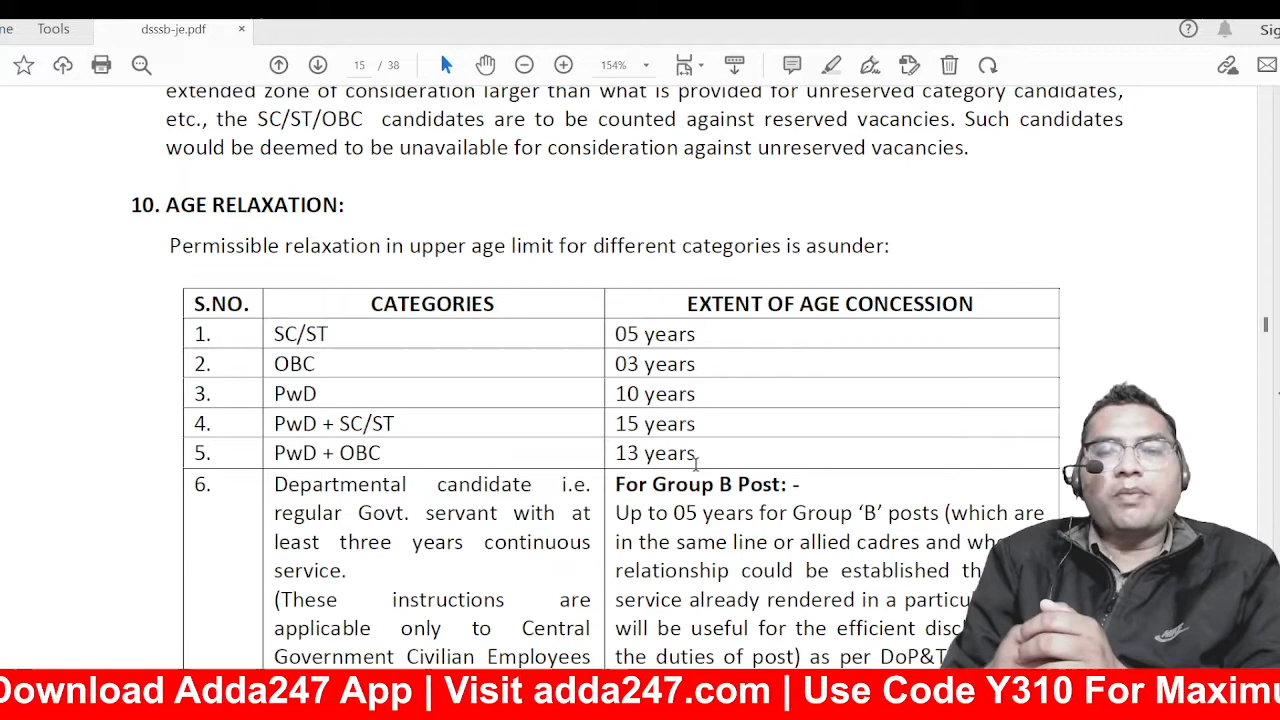 ne Tools dsssb-je.pdf × Sig
15 / 38 154%
extended zone of consideration larger than what is provided for unreserved category candidates,
etc., the SC/ST/OBC candidates are to be counted against reserved vacancies. Such candidates
would be deemed to be unavailable for consideration against unreserved vacancies.
10. AGE RELAXATION:
Permissible relaxation in upper age limit for different categories is asunder:
S.NO. CATEGORIES EXTENT OF AGE CONCESSION
1. SC/ST 05 years
2. OBC 03 years
3. PwD 10 years
4. PwD + SC/ST 15 years
5. PwD + OBC 13 years
6. Departmental candidate i.e. For Group B Post: -
regular Govt. servant with at Up to 05 years for Group ‘B’ posts (which are
least three years continuous in the same line or allied cadres and
service. relationship could be established
(These instructions are service already rendered in a
applicable only to Central will be useful for the efficient
Government Civilian Employees the duties of post) as per DoP&T
Download Adda247 App | Visit adda247.com | Use Code Y310 For